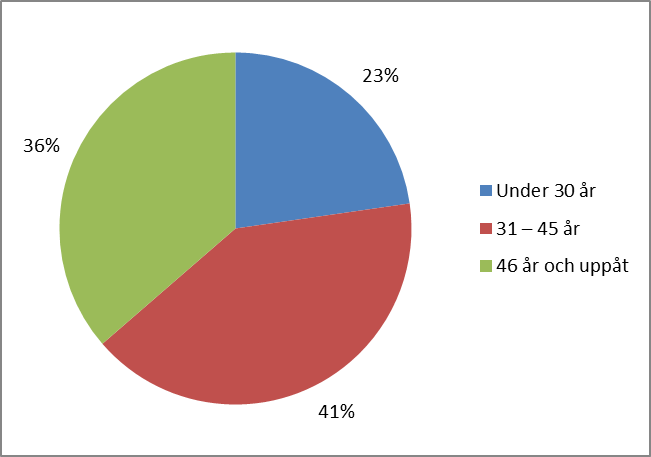 23%
36%
41%
Under 30 år
31 – 45 år
46 år och uppåt